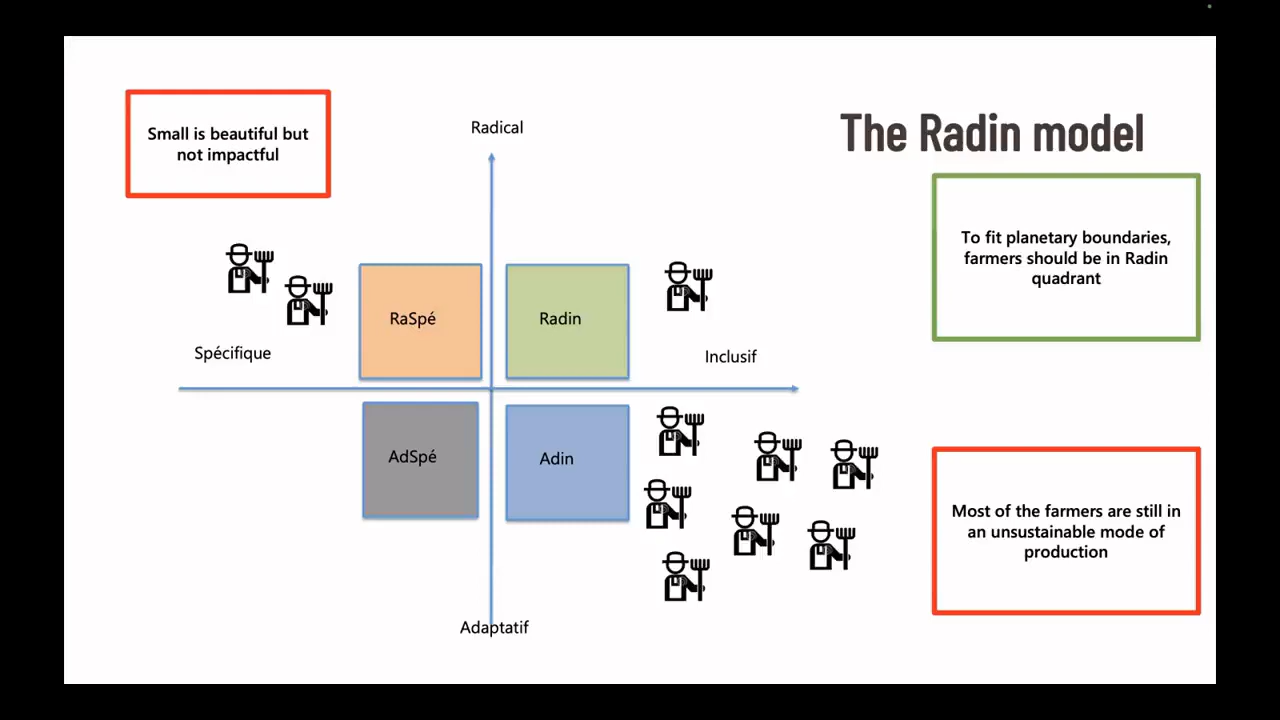 The Radin model
Small is beautiful but
not impactful
Radical
To fit planetary boundaries,
farmers should be in Radin
quadrant
RaSpé
Radin
Spécifique
Inclusif
AdSpé
Adin
Most of the farmers are still in
an unsustainable mode of
production
Adaptatif